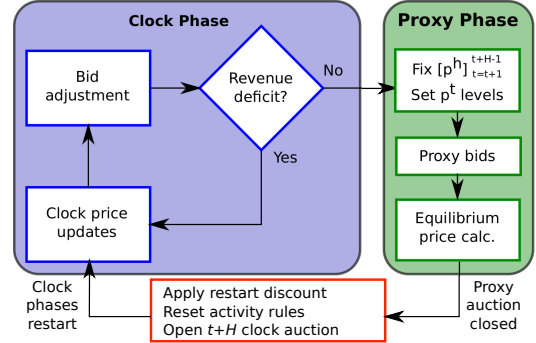 Clock Phase
Proxy Phase
Bid
adjustment
Revenue
deficit?
No
Yes
Clock price
updates
Fix [pʰ] t+H-1 t=t+1
Set pᵗ levels
Proxy bids
Equilibrium
price calc.
Clock
phases
restart
Apply restart discount
Reset activity rules
Open t+H clock auction
Proxy
auction
closed